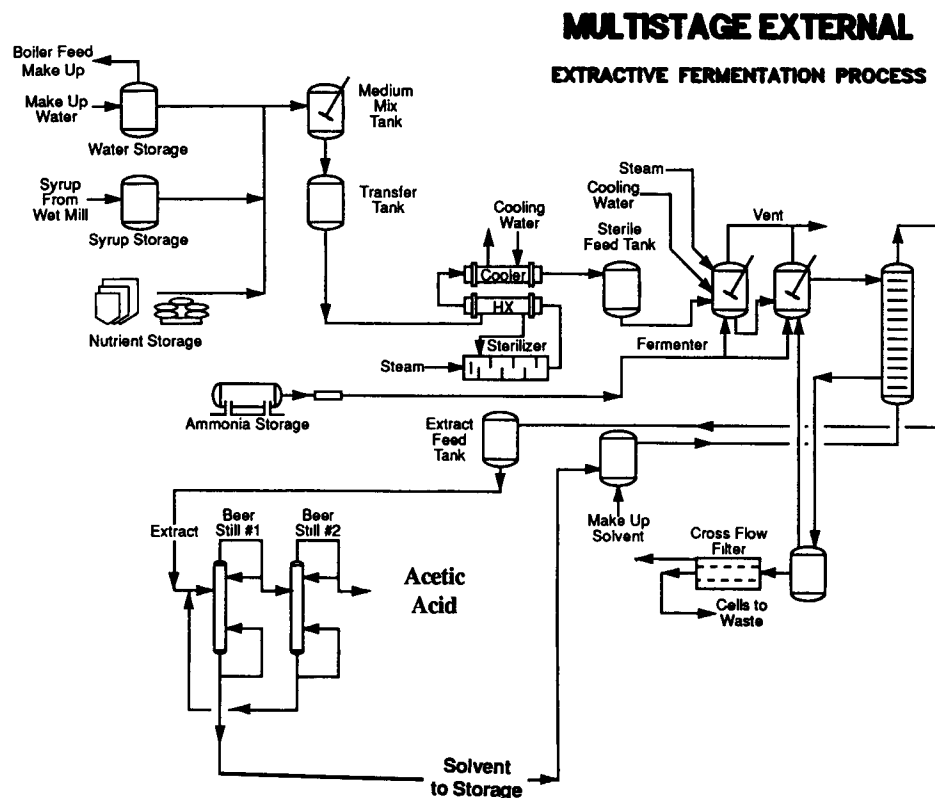 MULTISTAGE EXTERNAL
EXTRACTIVE FERMENTATION PROCESS
Boiler Feed
Make Up
Make Up
Water
Water Storage
Medium
Mix
Tank
Syrup
From
Wet Mill
Syrup Storage
Transfer
Tank
Nutrient Storage
Cooling
Water
Cooler
HX
Sterilizer
Steam
Sterile
Feed Tank
Steam
Cooling
Water
Vent
Fermenter
Ammonia Storage
Extract
Feed
Tank
Make Up
Solvent
Cross Flow
Filter
Cells to
Waste
Extract
Beer
Still #1
Beer
Still #2
Acetic
Acid
Solvent
to Storage